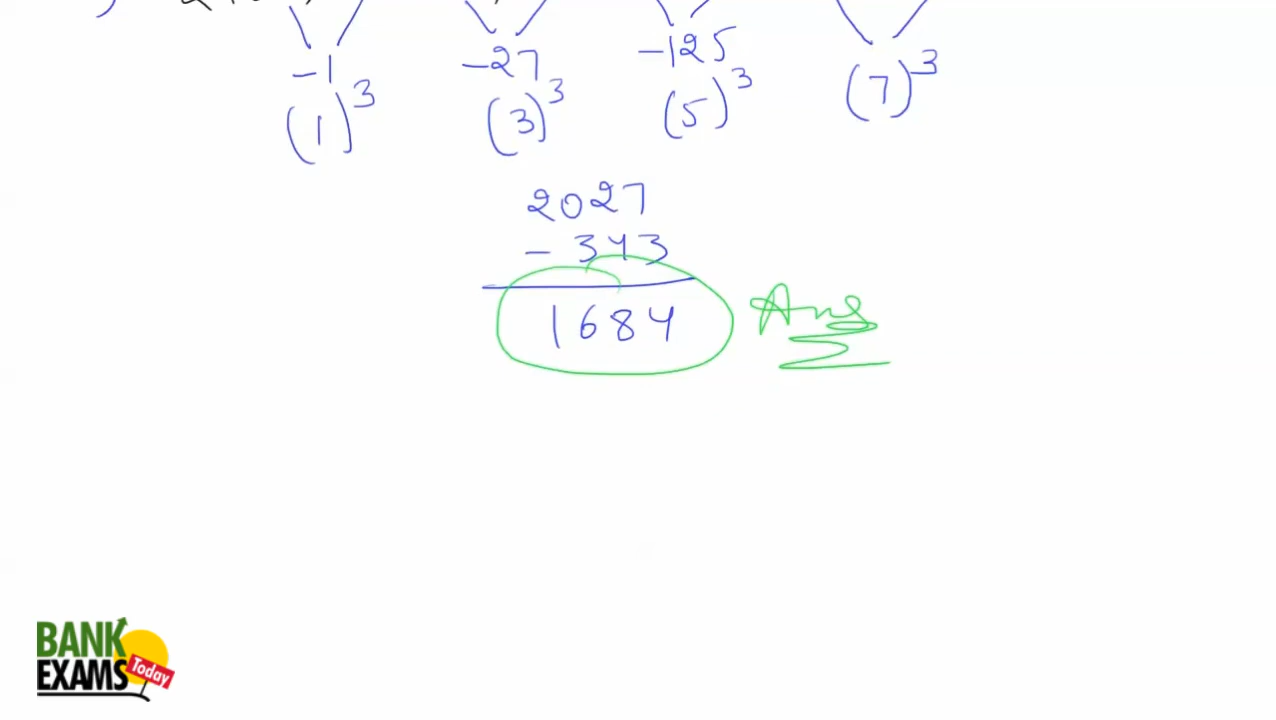 -1 -27 -125
(1)^3 (3)^3 (5)^3 (7)^3
2027
- 343
1684 Ans
BANK
EXAMS Today